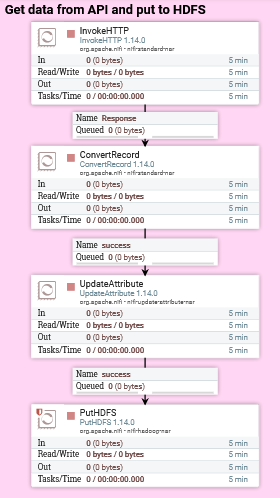 Get data from API and put to HDFS
InvokeHTTP
InvokeHTTP 1.14.0
org.apache.nifi - nifi-standard-nar
In 0 (0 bytes) 5 min
Read/Write 0 bytes / 0 bytes 5 min
Out 0 (0 bytes) 5 min
Tasks/Time 0 / 00:00:00.000 5 min
Name Response
Queued 0 (0 bytes)
ConvertRecord
ConvertRecord 1.14.0
org.apache.nifi - nifi-standard-nar
In 0 (0 bytes) 5 min
Read/Write 0 bytes / 0 bytes 5 min
Out 0 (0 bytes) 5 min
Tasks/Time 0 / 00:00:00.000 5 min
Name success
Queued 0 (0 bytes)
UpdateAttribute
UpdateAttribute 1.14.0
org.apache.nifi - nifi-update-attribute-nar
In 0 (0 bytes) 5 min
Read/Write 0 bytes / 0 bytes 5 min
Out 0 (0 bytes) 5 min
Tasks/Time 0 / 00:00:00.000 5 min
Name success
Queued 0 (0 bytes)
PutHDFS
PutHDFS 1.14.0
org.apache.nifi - nifi-hadoop-nar
In 0 (0 bytes) 5 min
Read/Write 0 bytes / 0 bytes 5 min
Out 0 (0 bytes) 5 min
Tasks/Time 0 / 00:00:00.000 5 min